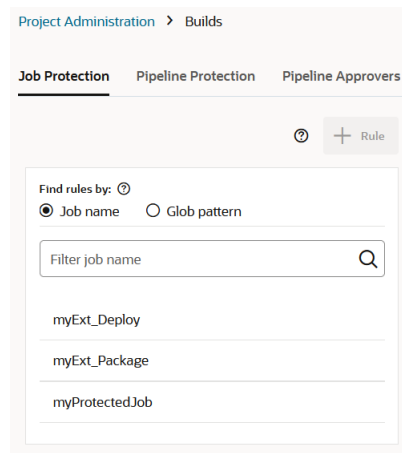 Project Administration > Builds
Job Protection Pipeline Protection Pipeline Approvers
? + Rule
Find rules by: ?
Job name Glob pattern
Filter job name
myExt_Deploy
myExt_Package
myProtectedJob